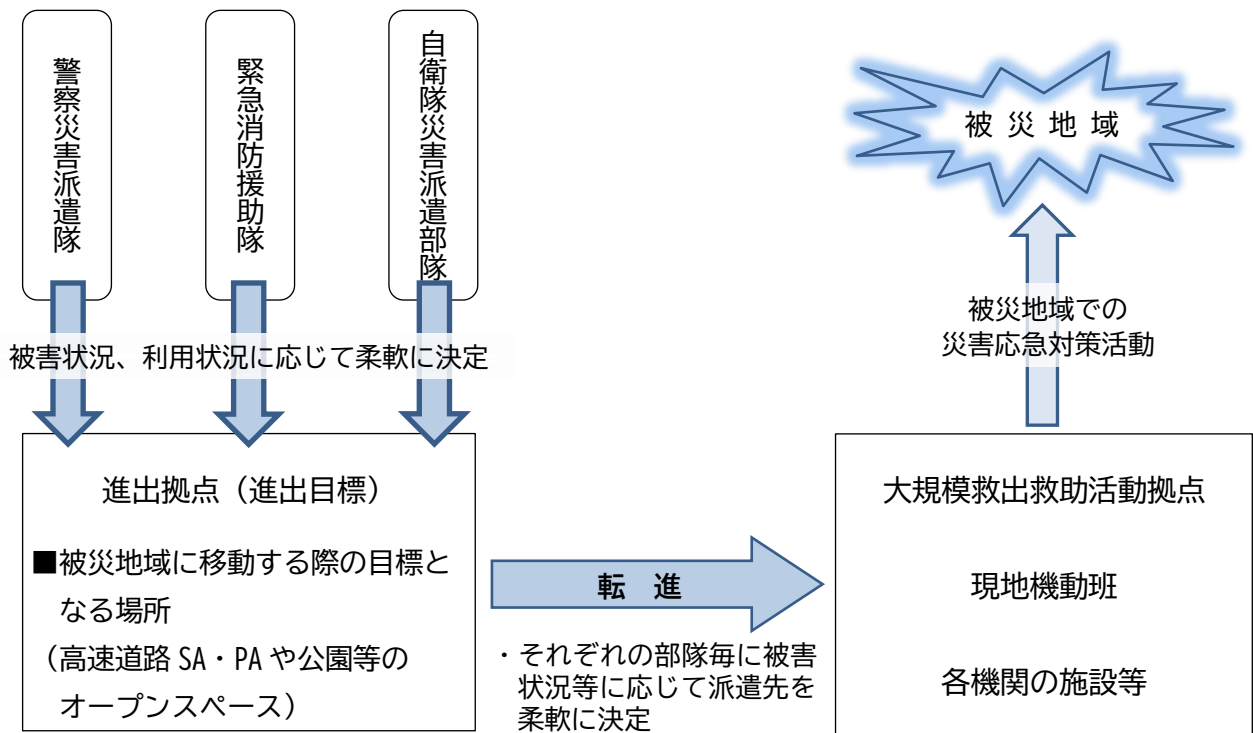 警察災害派遣隊
緊急消防援助隊
自衛隊災害派遣部隊
被害状況、利用状況に応じて柔軟に決定
進出拠点（進出目標）
■被災地域に移動する際の目標と
なる場所
（高速道路 SA・PA や公園等の
オープンスペース）
転 進
・それぞれの部隊毎に被害
状況等に応じて派遣先を
柔軟に決定
被 災 地 域
被災地域での
災害応急対策活動
大規模救出救助活動拠点
現地機動班
各機関の施設等